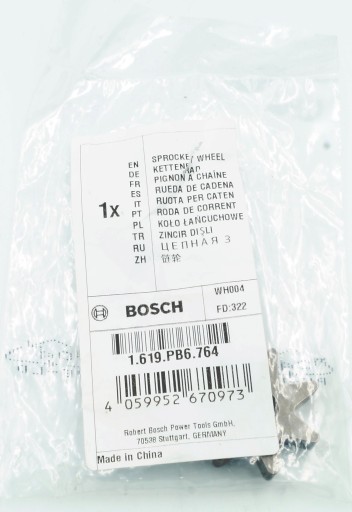 1x
EN SPROCKET WHEEL
DE KETTENRAD
FR PIGNON A CHAÎNE
ES RUEDA DE CADENA
IT RUOTA PER CATEN
PT RODA DE CORRENT
PL KOŁO ŁAŃCUCHOWE
TR ZINCIR DIŞLI
RU ЦЕПНАЯ З
ZH 链轮
BOSCH
WH004
FD:322
1.619.PB6.764
4 059952 670973
Robert Bosch Power Tools GmbH,
70538 Stuttgart, GERMANY
Made in China